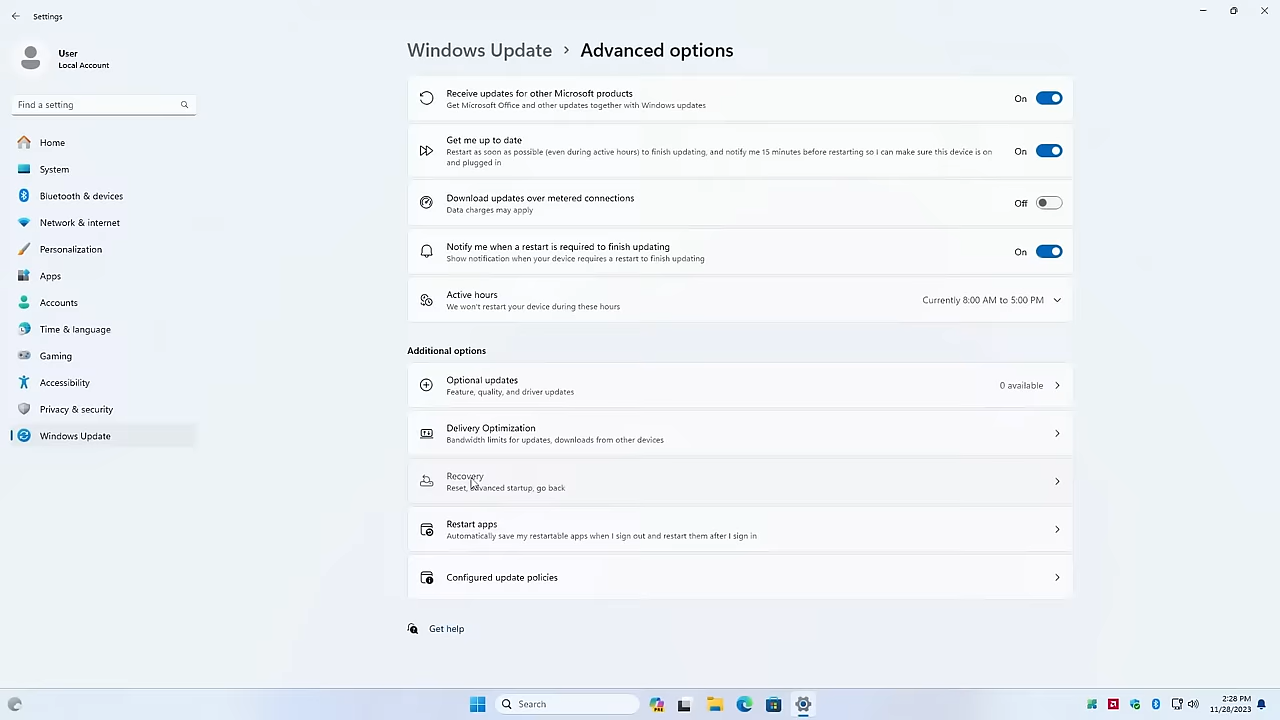 Settings
User
Local Account
Find a setting
Home
System
Bluetooth & devices
Network & internet
Personalization
Apps
Accounts
Time & language
Gaming
Accessibility
Privacy & security
Windows Update
Windows Update › Advanced options
Receive updates for other Microsoft products
Get Microsoft Office and other updates together with Windows updates
On
Get me up to date
Restart as soon as possible (even during active hours) to finish updating, and notify me 15 minutes before restarting so I can make sure this device is on
and plugged in
On
Download updates over metered connections
Data charges may apply
Off
Notify me when a restart is required to finish updating
Show notification when your device requires a restart to finish updating
On
Active hours
We won't restart your device during these hours
Currently 8:00 AM to 5:00 PM
Additional options
Optional updates
Feature, quality, and driver updates
0 available
Delivery Optimization
Bandwidth limits for updates, downloads from other devices
Recovery
Reset, advanced startup, go back
Restart apps
Automatically save my restartable apps when I sign out and restart them after I sign in
Configured update policies
Get help
Search
2:28 PM
11/28/2023